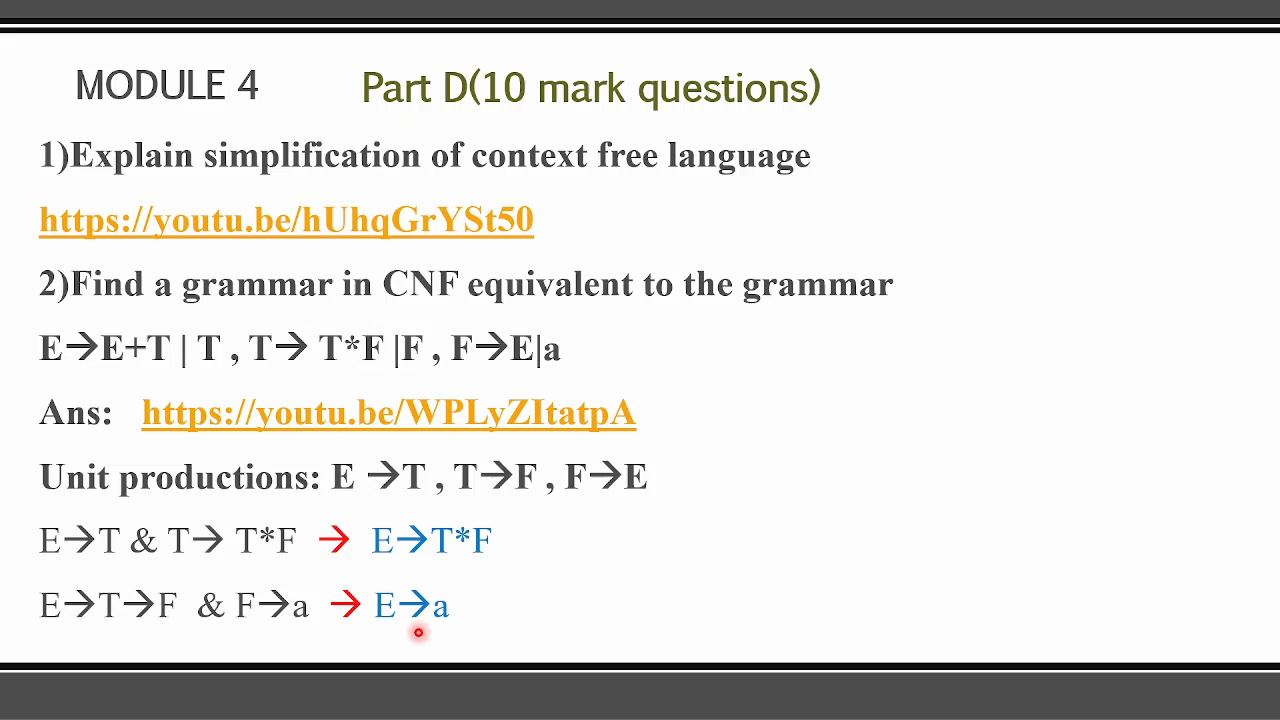 MODULE 4 Part D(10 mark questions)
1)Explain simplification of context free language
https://youtu.be/hUhqGrYSt50
2)Find a grammar in CNF equivalent to the grammar
E→E+T | T , T→ T*F |F , F→E|a
Ans: https://youtu.be/WPLyZItatpA
Unit productions: E →T , T→F , F→E
E→T & T→ T*F → E→T*F
E→T→F & F→a → E→a